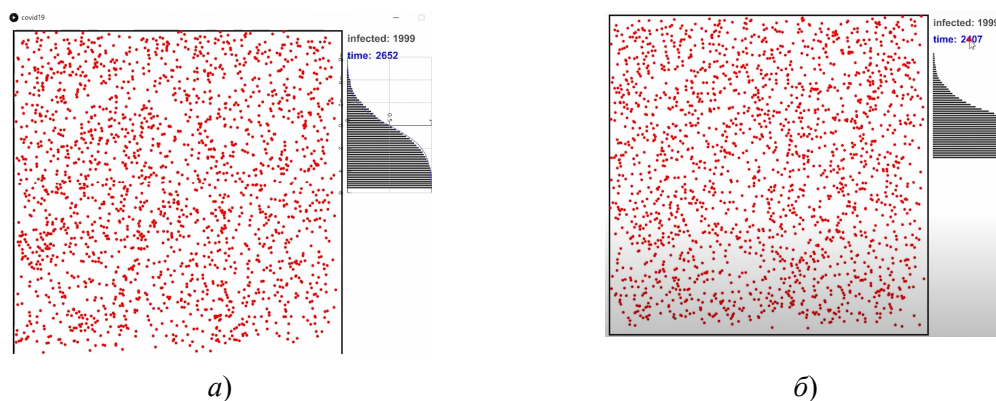 covid19
infected: 1999
time: 2652
infected: 1999
time: 2407
а)
б)